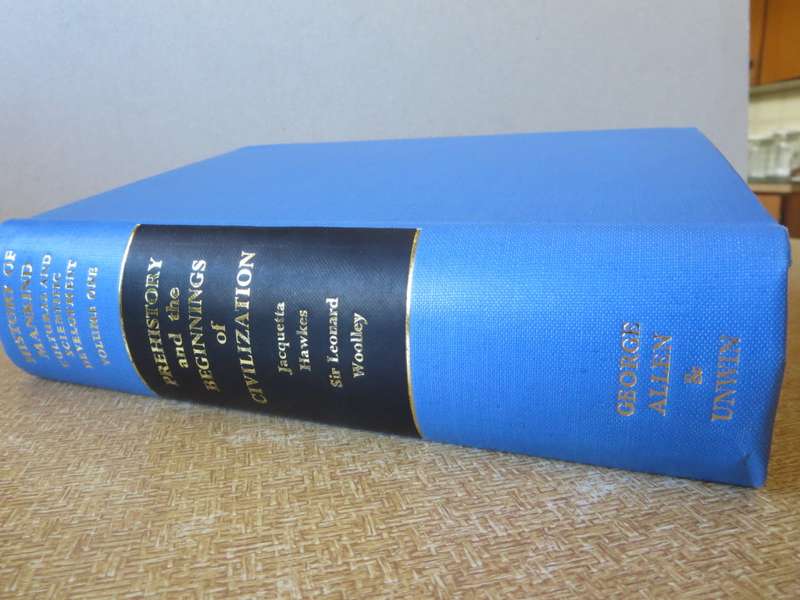 HISTORY OF
MANKIND
CULTURAL AND
SCIENTIFIC
DEVELOPMENT
VOLUME ONE
PREHISTORY
and the
BEGINNINGS
of
CIVILIZATION
Jacquetta
Hawkes
Sir Leonard
Woolley
GEORGE
ALLEN
&
UNWIN